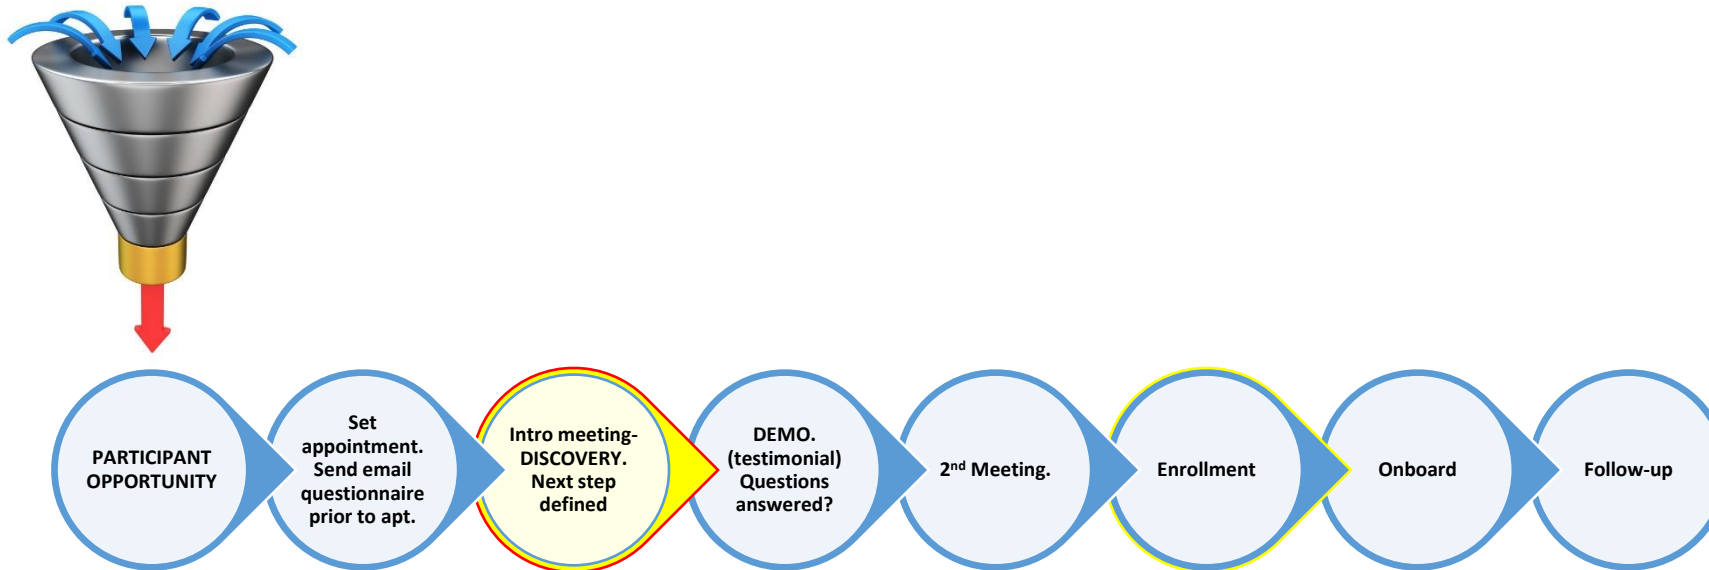 PARTICIPANT
OPPORTUNITY
Set
appointment.
Send email
questionnaire
prior to apt.
Intro meeting-
DISCOVERY.
Next step
defined
DEMO.
(testimonial)
Questions
answered?
2nd Meeting.
Enrollment
Onboard
Follow-up